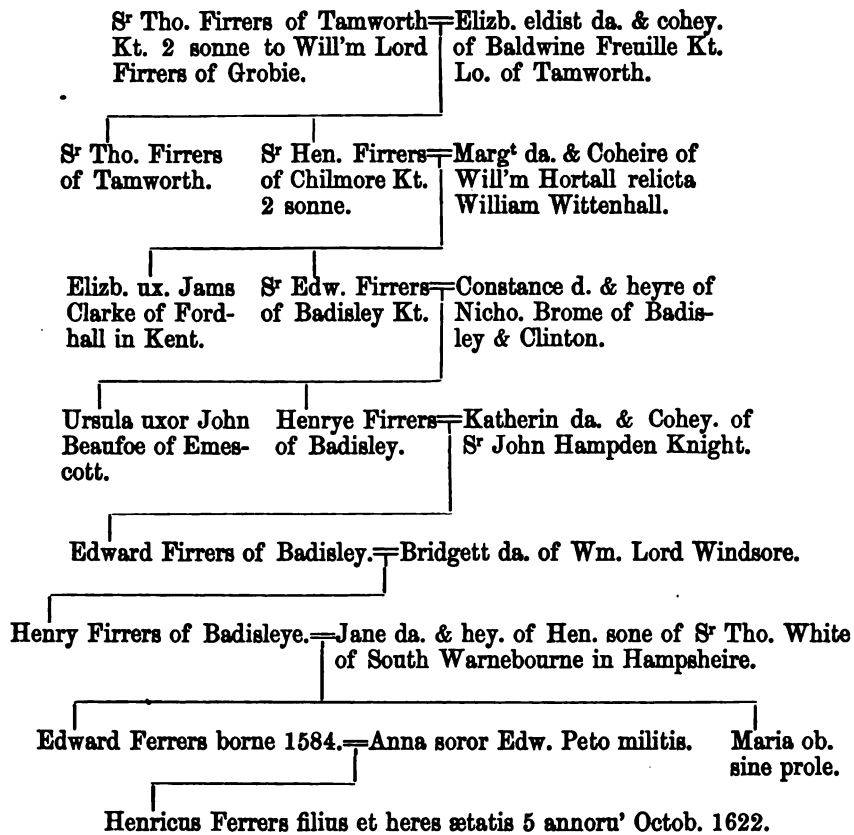 Sr Tho. Firrers of Tamworth=Elizb. eldist da. & cohey.
Kt. 2 sonne to Will'm Lord of Baldwine Freuille Kt.
Firrers of Grobie. Lo. of Tamworth.
Sr Tho. Firrers
of Tamworth.
Sr Hen. Firrers=Margt da. & Coheire of
of Chilmore Kt. Will'm Hortall relicta
2 sonne. William Wittenhall.
Elizb. ux. Jams
Clarke of Ford-
hall in Kent.
Sr Edw. Firrers=Constance d. & heyre of
of Badisley Kt. Nicho. Brome of Badis-
ley & Clinton.
Ursula uxor John
Beaufoe of Emes-
cott.
Henrye Firrers=Katherin da. & Cohey. of
of Badisley. Sr John Hampden Knight.
Edward Firrers of Badisley.=Bridgett da. of Wm. Lord Windsore.
Henry Firrers of Badisleye.=Jane da. & hey. of Hen. sone of Sr Tho. White
of South Warnebourne in Hampsheire.
Edward Ferrers borne 1584.=Anna soror Edw. Peto militis.
Maria ob.
sine prole.
Henricus Ferrers filius et heres ætatis 5 annoru' Octob. 1622.